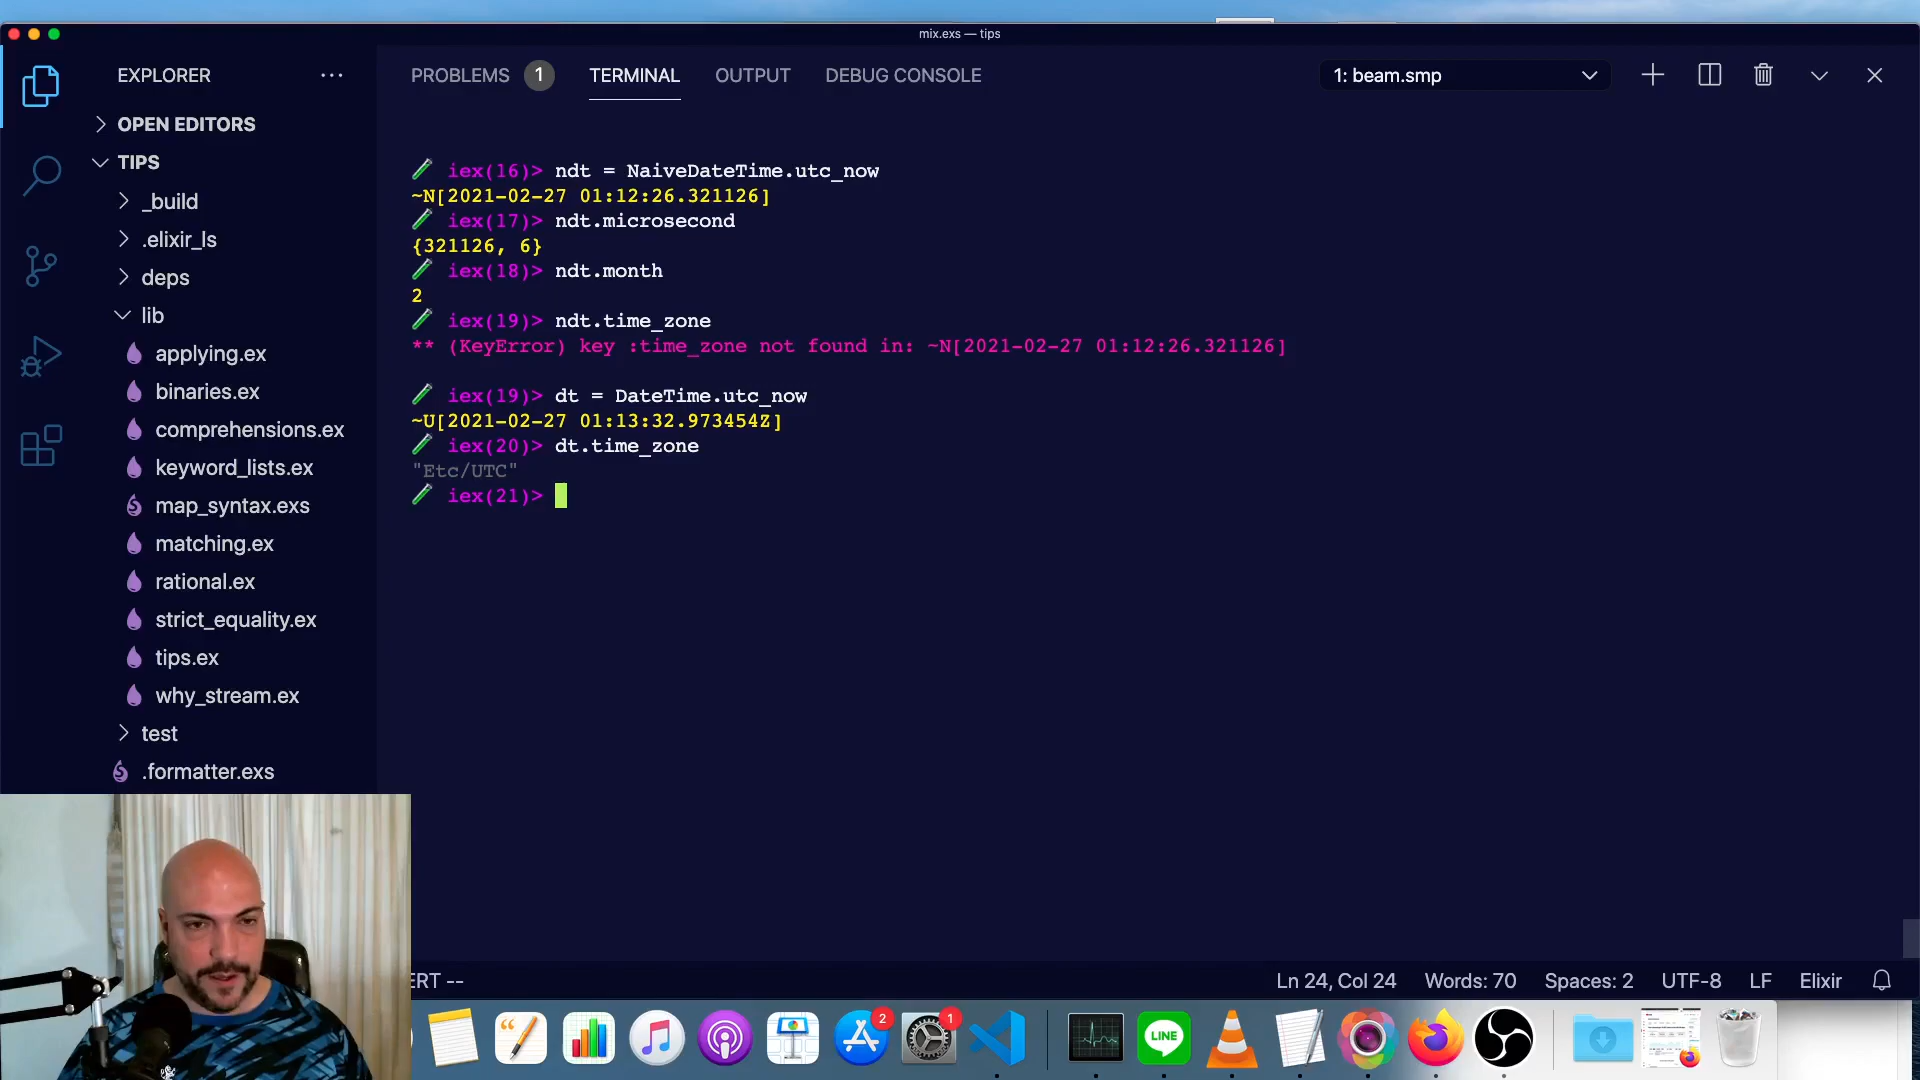 mix.exs — tips
EXPLORER
PROBLEMS 1 TERMINAL OUTPUT DEBUG CONSOLE 1: beam.smp
OPEN EDITORS
TIPS
_build
.elixir_ls
deps
lib
applying.ex
binaries.ex
comprehensions.ex
keyword_lists.ex
map_syntax.exs
matching.ex
rational.ex
strict_equality.ex
tips.ex
why_stream.ex
test
.formatter.exs
iex(16)> ndt = NaiveDateTime.utc_now
~N[2021-02-27 01:12:26.321126]
iex(17)> ndt.microsecond
{321126, 6}
iex(18)> ndt.month
2
iex(19)> ndt.time_zone
** (KeyError) key :time_zone not found in: ~N[2021-02-27 01:12:26.321126]
iex(19)> dt = DateTime.utc_now
~U[2021-02-27 01:13:32.973454Z]
iex(20)> dt.time_zone
"Etc/UTC"
iex(21)>
ERT -- Ln 24, Col 24 Words: 70 Spaces: 2 UTF-8 LF Elixir
2
1
LINE